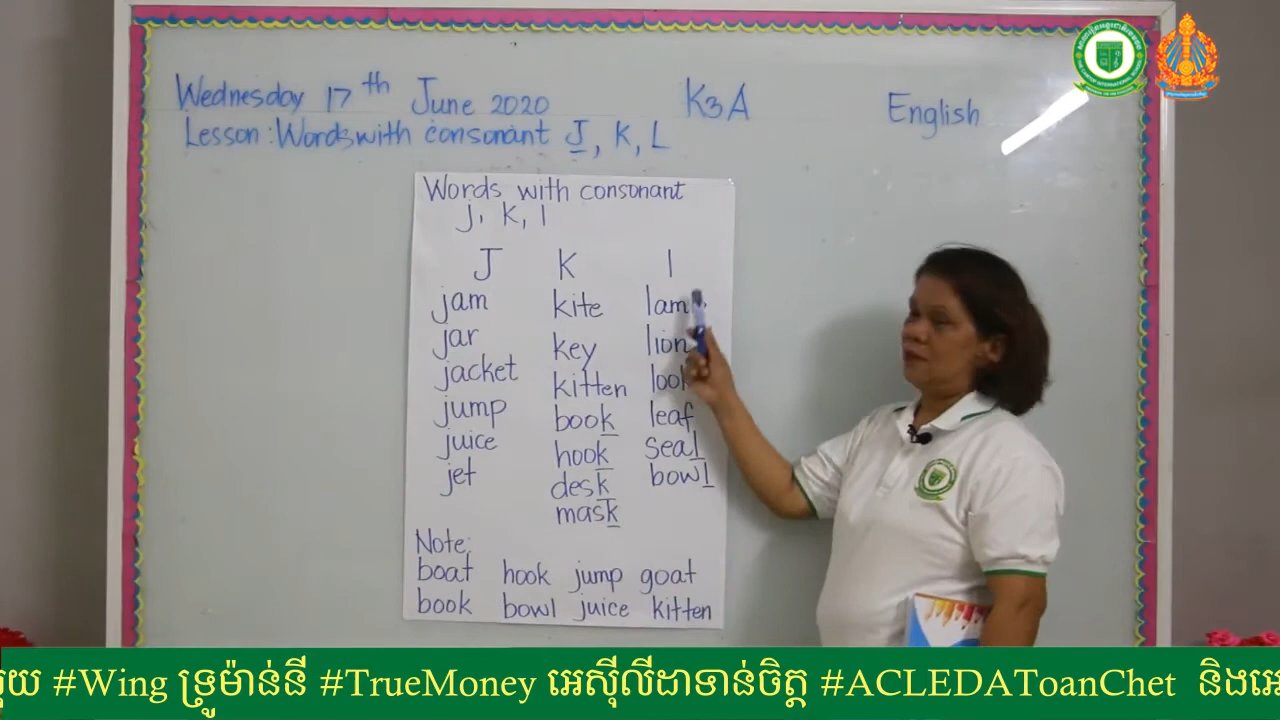 Wednesday 17th June 2020 K3A English
Lesson: Words with consonant J, K, L
Words with consonant
j, k, l
J K l
jam kite lam
jar key lion
jacket kitten look
jump book leaf
juice hook seal
jet desk bowl
mask
Note:
boat hook jump goat
book bowl juice kitten
#Wing ទ្រូម៉ាន់នី #TrueMoney អេស៊ីលីដាទាន់ចិត្ត #ACLEDAToanChet និងអេ